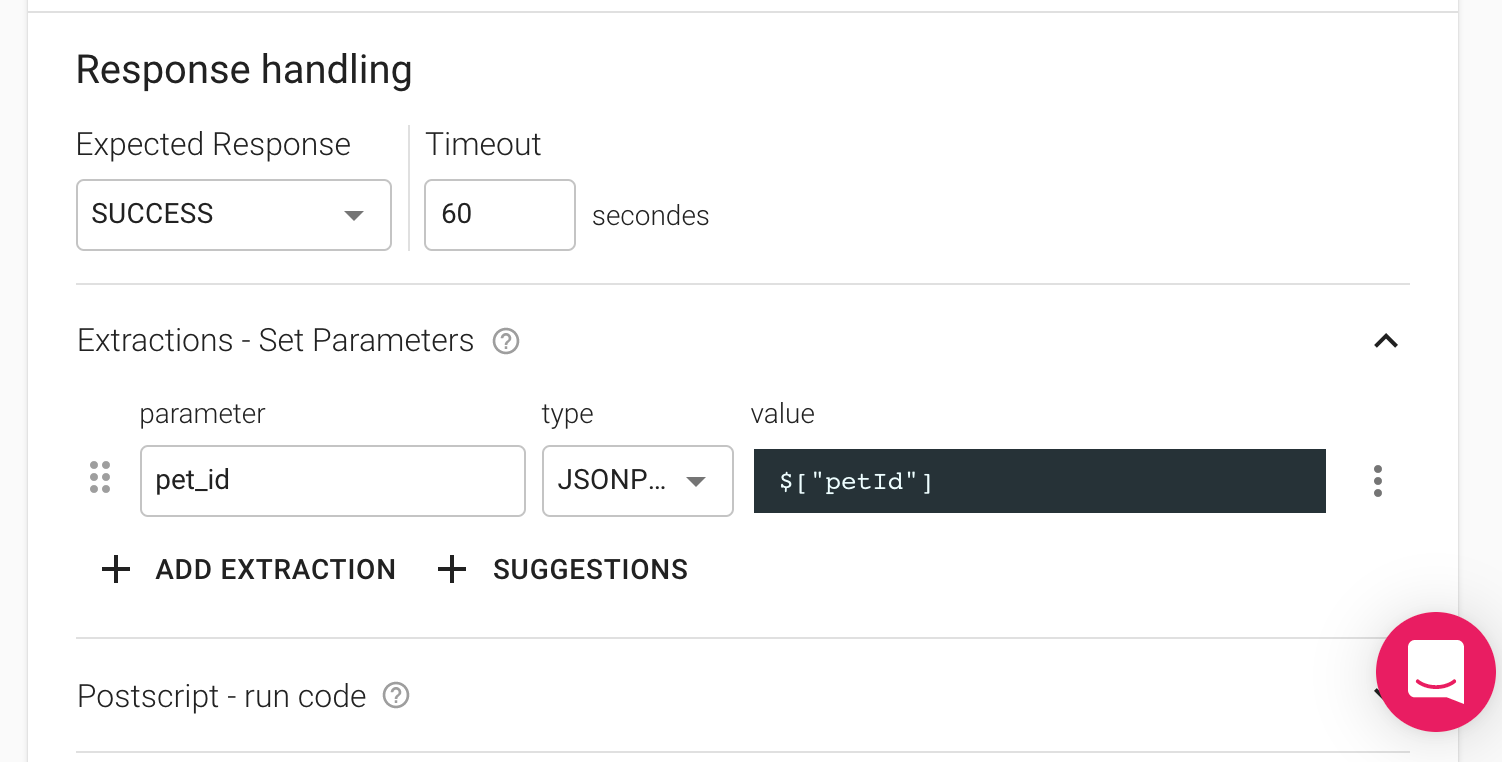 Response handling
Expected Response
Timeout
SUCCESS
60
secondes
Extractions - Set Parameters ?
parameter
type
value
pet_id
JSONP...
$["petId"]
+ ADD EXTRACTION
+ SUGGESTIONS
Postscript - run code ?